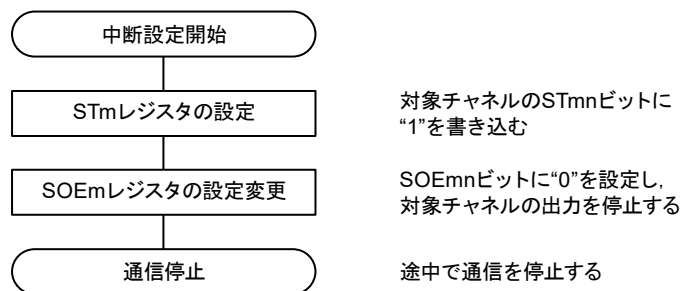 中断設定開始
STmレジスタの設定
対象チャネルのSTmnビットに
“1”を書き込む
SOEmレジスタの設定変更
SOEmnビットに“0”を設定し,
対象チャネルの出力を停止する
通信停止
途中で通信を停止する